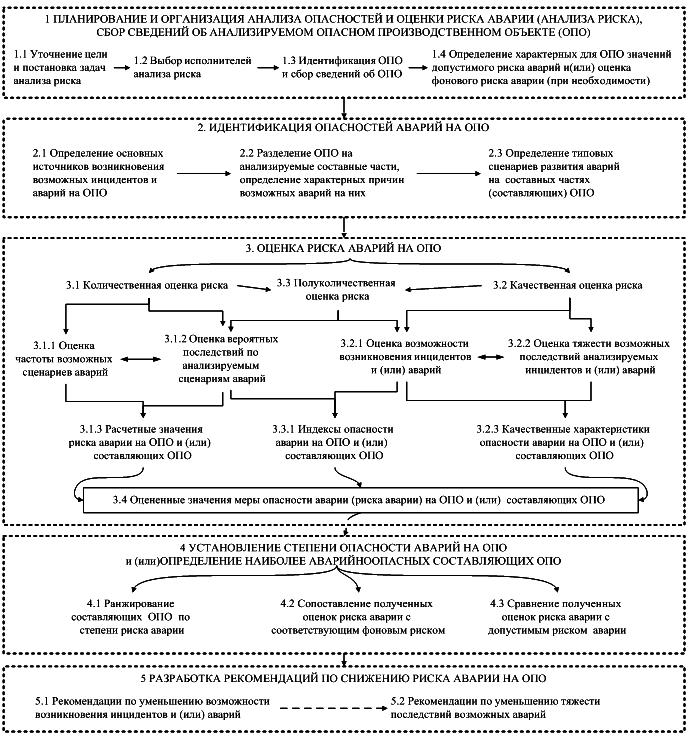 1 ПЛАНИРОВАНИЕ И ОРГАНИЗАЦИЯ АНАЛИЗА ОПАСНОСТЕЙ И ОЦЕНКИ РИСКА АВАРИИ (АНАЛИЗА РИСКА),
СБОР СВЕДЕНИЙ ОБ АНАЛИЗИРУЕМОМ ОПАСНОМ ПРОИЗВОДСТВЕННОМ ОБЪЕКТЕ (ОПО)
1.1 Уточнение цели
и постановка задач
анализа риска
1.2 Выбор исполнителей
анализа риска
1.3 Идентификация ОПО
и сбор сведений об ОПО
1.4 Определение характерных для ОПО значений
допустимого риска аварий и(или) оценка
фонового риска аварии (при необходимости)
2. ИДЕНТИФИКАЦИЯ ОПАСНОСТЕЙ АВАРИЙ НА ОПО
2.1 Определение основных
источников возникновения
возможных инцидентов и
аварий на ОПО
2.2 Разделение ОПО на
анализируемые составные части,
определение характерных причин
возможных аварий на них
2.3 Определение типовых
сценариев развития аварий
на составных частях
(составляющих) ОПО
3. ОЦЕНКА РИСКА АВАРИЙ НА ОПО
3.1 Количественная оценка риска
3.3 Полуколичественная
оценка риска
3.2 Качественная оценка риска
3.1.1 Оценка
частоты возможных
сценариев аварий
3.1.2 Оценка вероятных
последствий по
анализируемым
сценариям аварий
3.2.1 Оценка возможности
возникновения инцидентов
и (или) аварий
3.2.2 Оценка тяжести возможных
последствий анализируемых
инцидентов и (или) аварий
3.1.3 Расчетные значения
риска аварии на ОПО и (или)
составляющих ОПО
3.3.1 Индексы опасности
аварии на ОПО и (или)
составляющих ОПО
3.2.3 Качественные характеристики
опасности аварии на ОПО и (или)
составляющих ОПО
3.4 Оцененные значения меры опасности аварии (риска аварии) на ОПО и (или) составляющих ОПО
4 УСТАНОВЛЕНИЕ СТЕПЕНИ ОПАСНОСТИ АВАРИЙ НА ОПО
и (или)ОПРЕДЕЛЕНИЕ НАИБОЛЕЕ АВАРИЙНООПАСНЫХ СОСТАВЛЯЮЩИХ ОПО
4.1 Ранжирование
составляющих ОПО по
степени риска аварии
4.2 Сопоставление полученных
оценок риска аварии с
соответствующим фоновым риском
4.3 Сравнение полученных
оценок риска аварии с
допустимым риском аварии
5 РАЗРАБОТКА РЕКОМЕНДАЦИЙ ПО СНИЖЕНИЮ РИСКА АВАРИИ НА ОПО
5.1 Рекомендации по уменьшению возможности
возникновения инцидентов и (или) аварий
5.2 Рекомендации по уменьшению тяжести
последствий возможных аварий